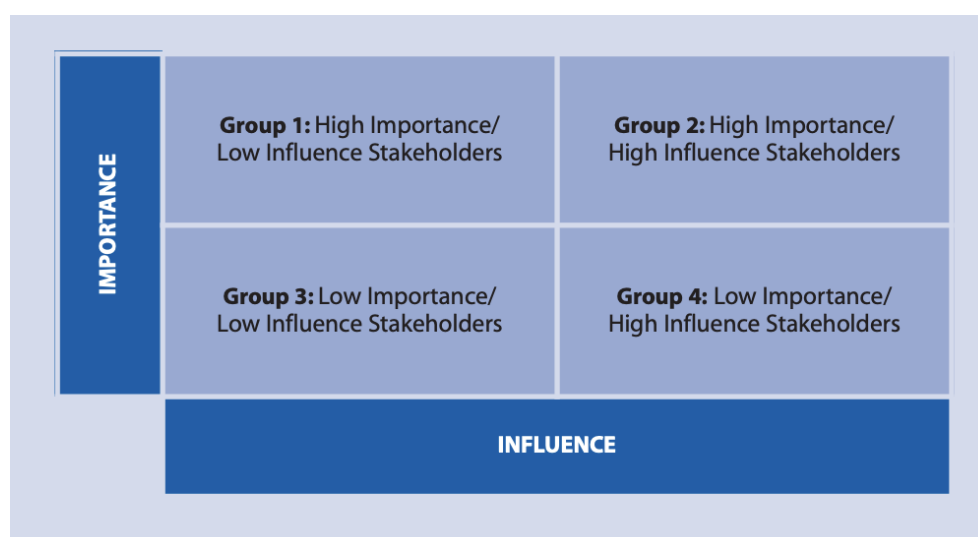 IMPORTANCE
Group 1: High Importance/
Low Influence Stakeholders
Group 2: High Importance/
High Influence Stakeholders
Group 3: Low Importance/
Low Influence Stakeholders
Group 4: Low Importance/
High Influence Stakeholders
INFLUENCE